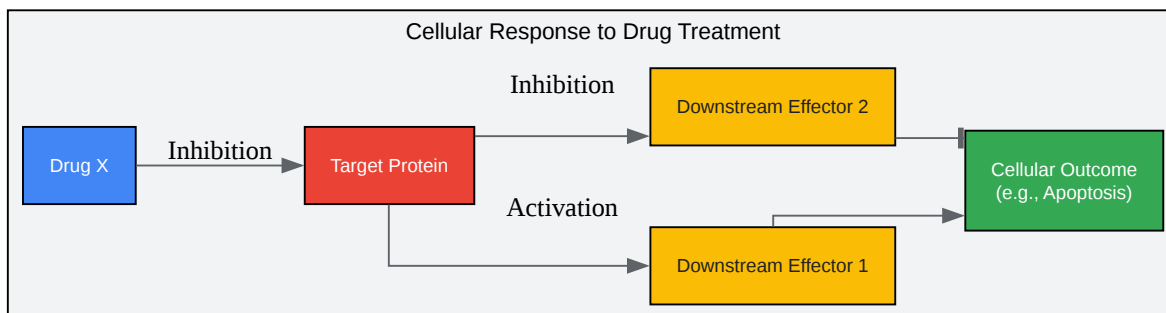 Cellular Response to Drug Treatment
Inhibition
Downstream Effector 2
Drug X
Inhibition
Target Protein
Cellular Outcome
(e.g., Apoptosis)
Activation
Downstream Effector 1